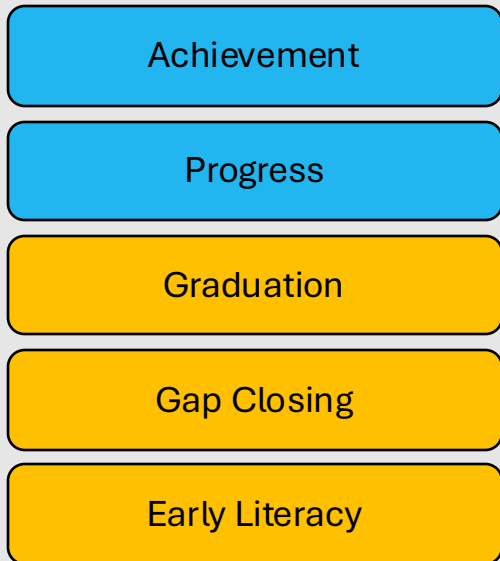 Achievement
Progress
Graduation
Gap Closing
Early Literacy